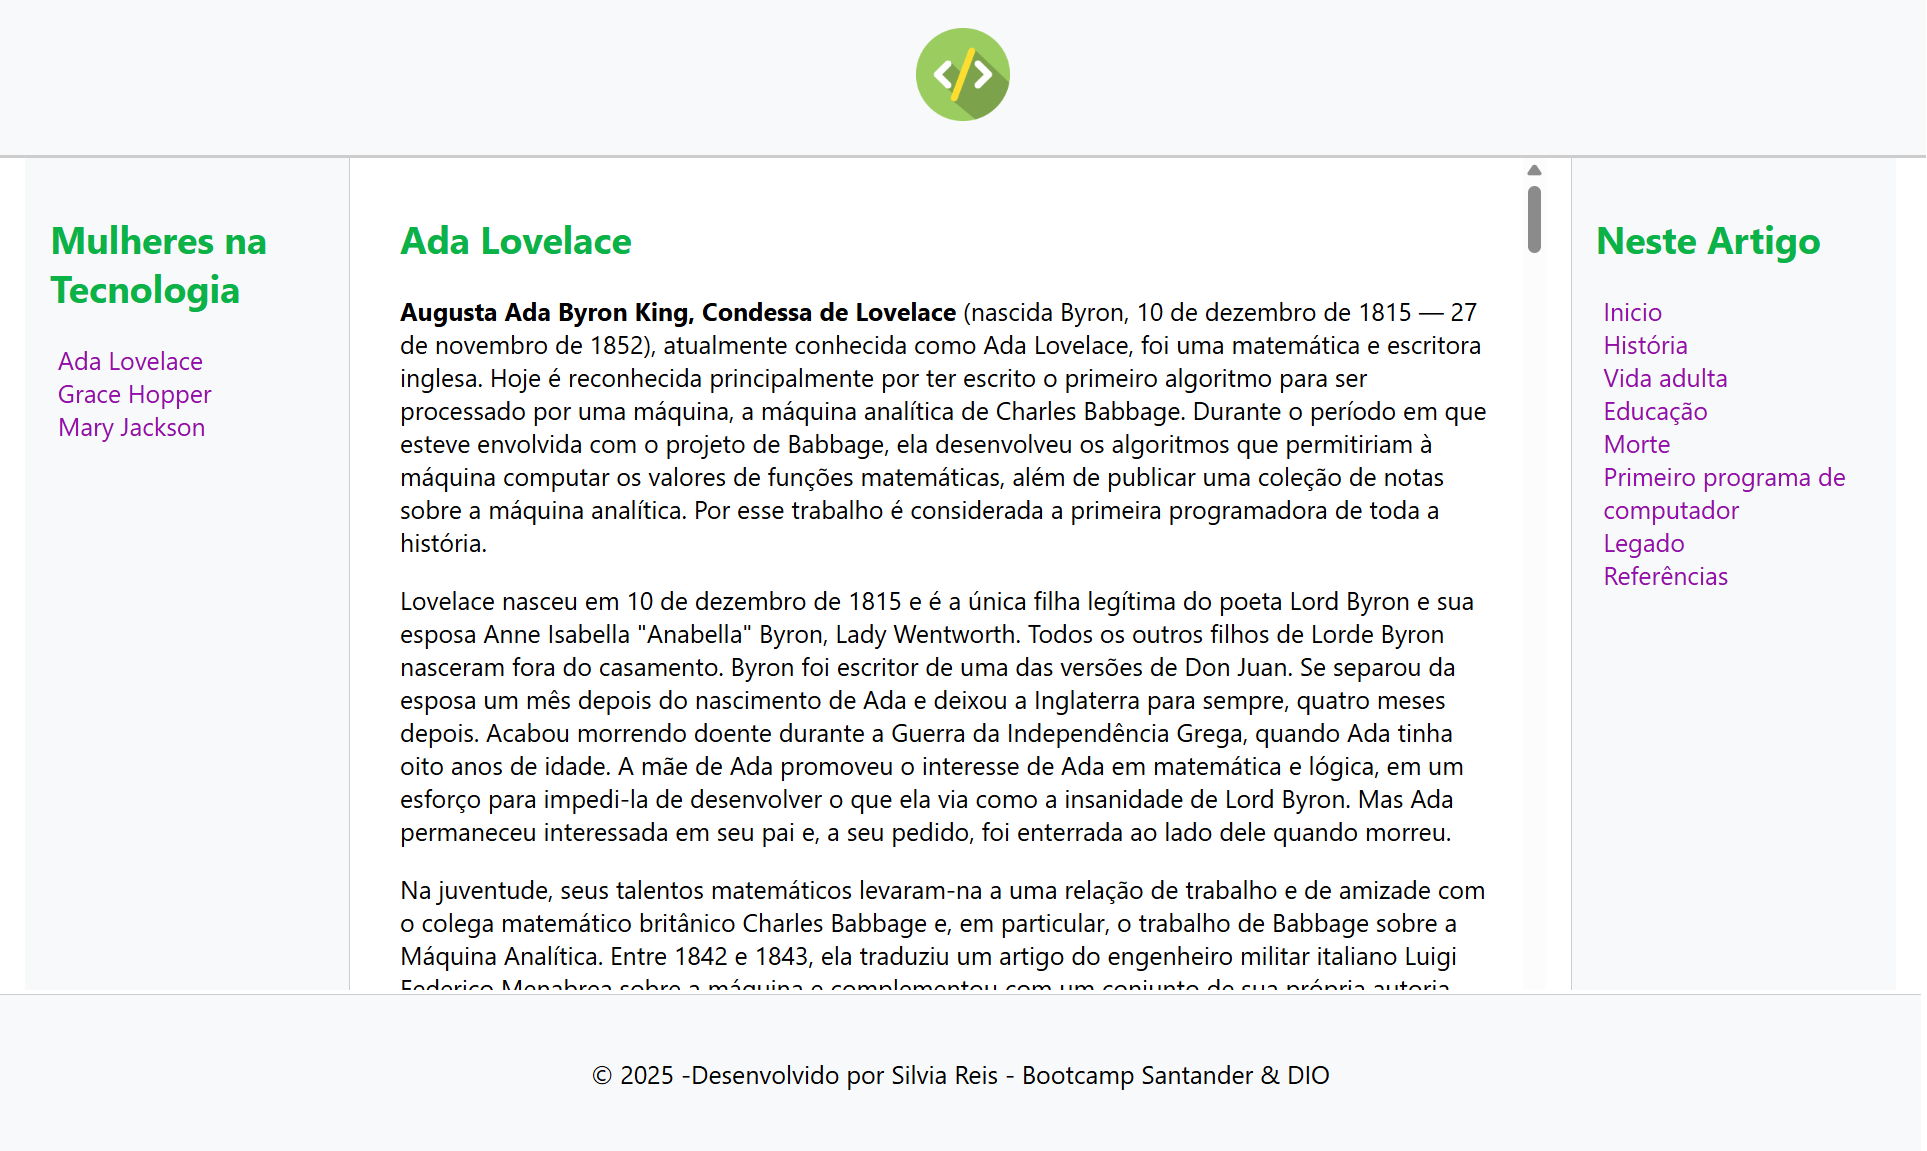 </>
Mulheres na
Tecnologia
Ada Lovelace
Grace Hopper
Mary Jackson
Ada Lovelace
Augusta Ada Byron King, Condessa de Lovelace (nascida Byron, 10 de dezembro de 1815 — 27
de novembro de 1852), atualmente conhecida como Ada Lovelace, foi uma matemática e escritora
inglesa. Hoje é reconhecida principalmente por ter escrito o primeiro algoritmo para ser
processado por uma máquina, a máquina analítica de Charles Babbage. Durante o período em que
esteve envolvida com o projeto de Babbage, ela desenvolveu os algoritmos que permitiriam à
máquina computar os valores de funções matemáticas, além de publicar uma coleção de notas
sobre a máquina analítica. Por esse trabalho é considerada a primeira programadora de toda a
história.
Lovelace nasceu em 10 de dezembro de 1815 e é a única filha legítima do poeta Lord Byron e sua
esposa Anne Isabella "Anabella" Byron, Lady Wentworth. Todos os outros filhos de Lorde Byron
nasceram fora do casamento. Byron foi escritor de uma das versões de Don Juan. Se separou da
esposa um mês depois do nascimento de Ada e deixou a Inglaterra para sempre, quatro meses
depois. Acabou morrendo doente durante a Guerra da Independência Grega, quando Ada tinha
oito anos de idade. A mãe de Ada promoveu o interesse de Ada em matemática e lógica, em um
esforço para impedi-la de desenvolver o que ela via como a insanidade de Lord Byron. Mas Ada
permaneceu interessada em seu pai e, a seu pedido, foi enterrada ao lado dele quando morreu.
Na juventude, seus talentos matemáticos levaram-na a uma relação de trabalho e de amizade com
o colega matemático britânico Charles Babbage e, em particular, o trabalho de Babbage sobre a
Máquina Analítica. Entre 1842 e 1843, ela traduziu um artigo do engenheiro militar italiano Luigi
Federico Menabrea sobre a máquina e complementou com um conjunto de sua própria autoria
Neste Artigo
Inicio
História
Vida adulta
Educação
Morte
Primeiro programa de
computador
Legado
Referências
© 2025 -Desenvolvido por Silvia Reis - Bootcamp Santander & DIO